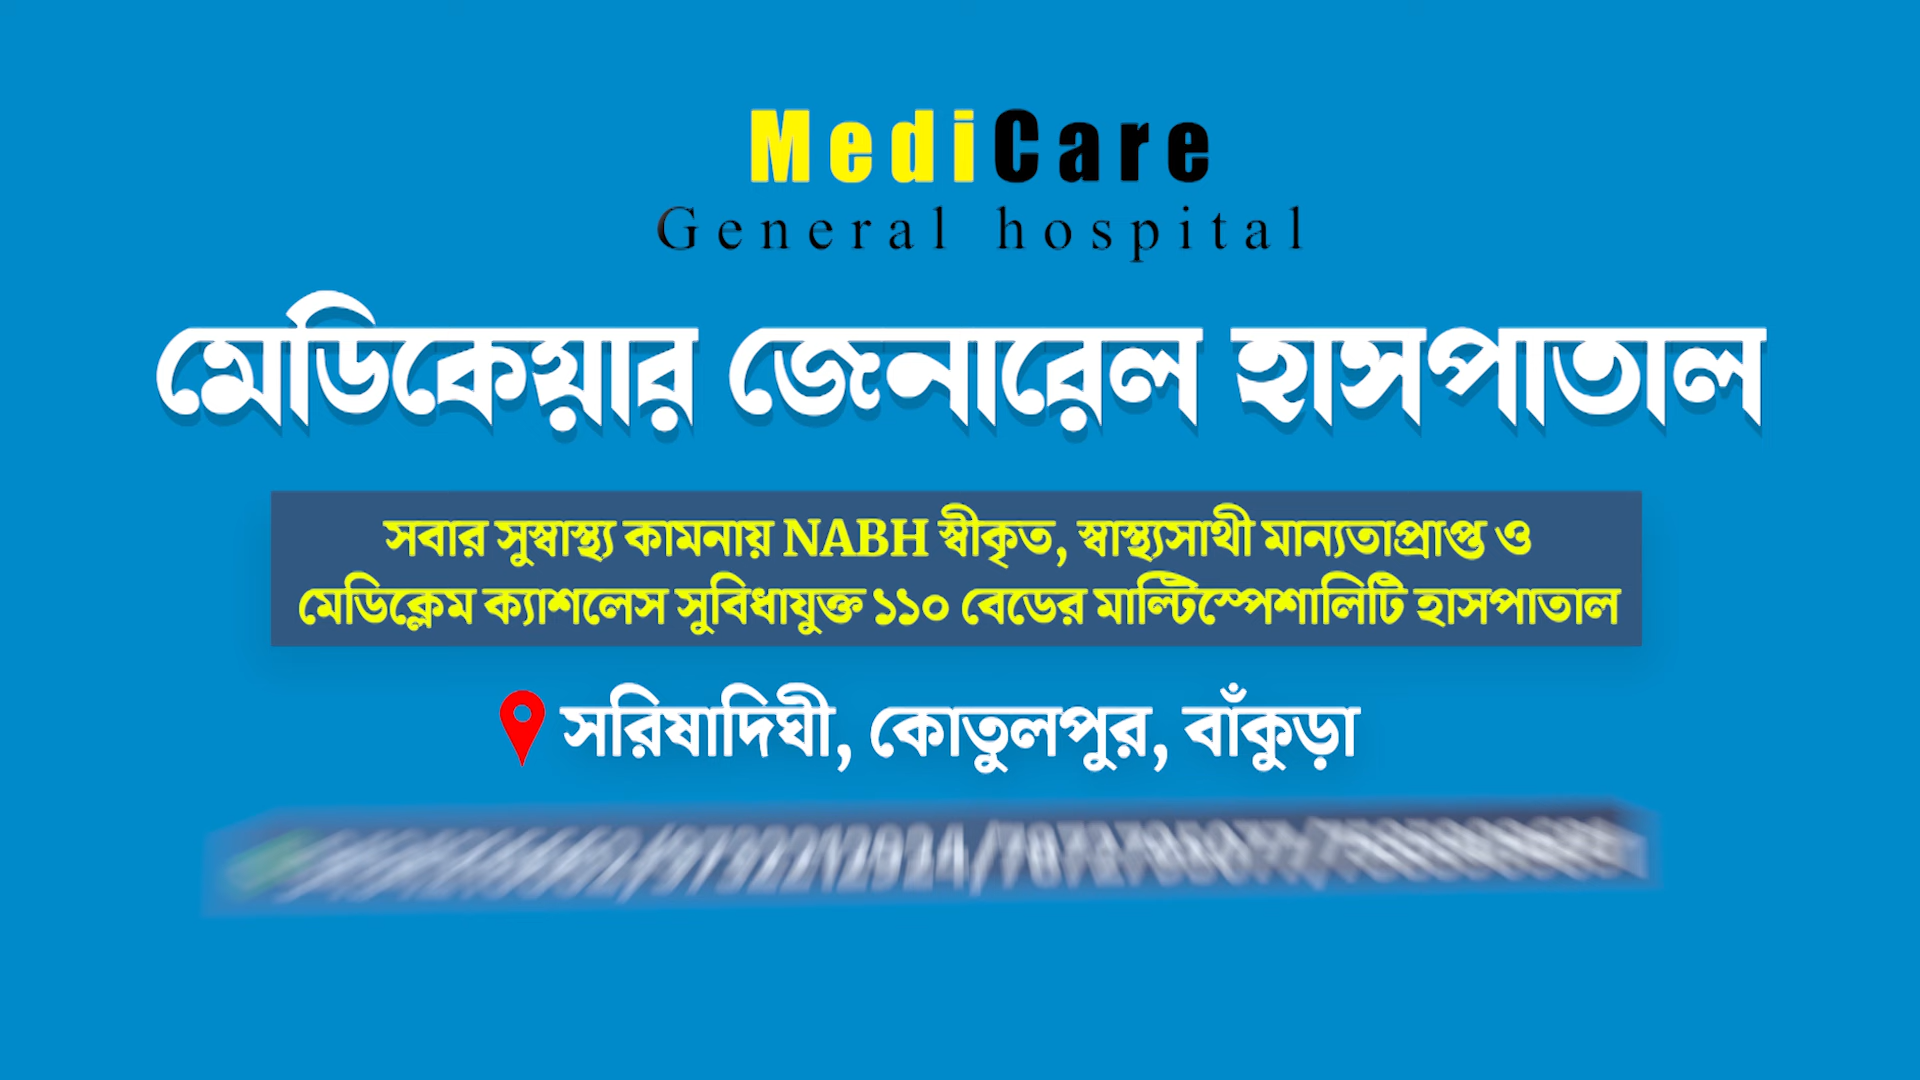 MediCare
General hospital
মেডিকেয়ার জেনারেল হাসপাতাল
সবার সুস্বাস্থ্য কামনায় NABH স্বীকৃত, স্বাস্থ্যসাথী মান্যতাপ্রাপ্ত ও
মেডিক্লেম ক্যাশলেস সুবিধাযুক্ত ১১০ বেডের মাল্টিস্পেশালিটি হাসপাতাল
সরিষাদিঘী, কোতুলপুর, বাঁকুড়া